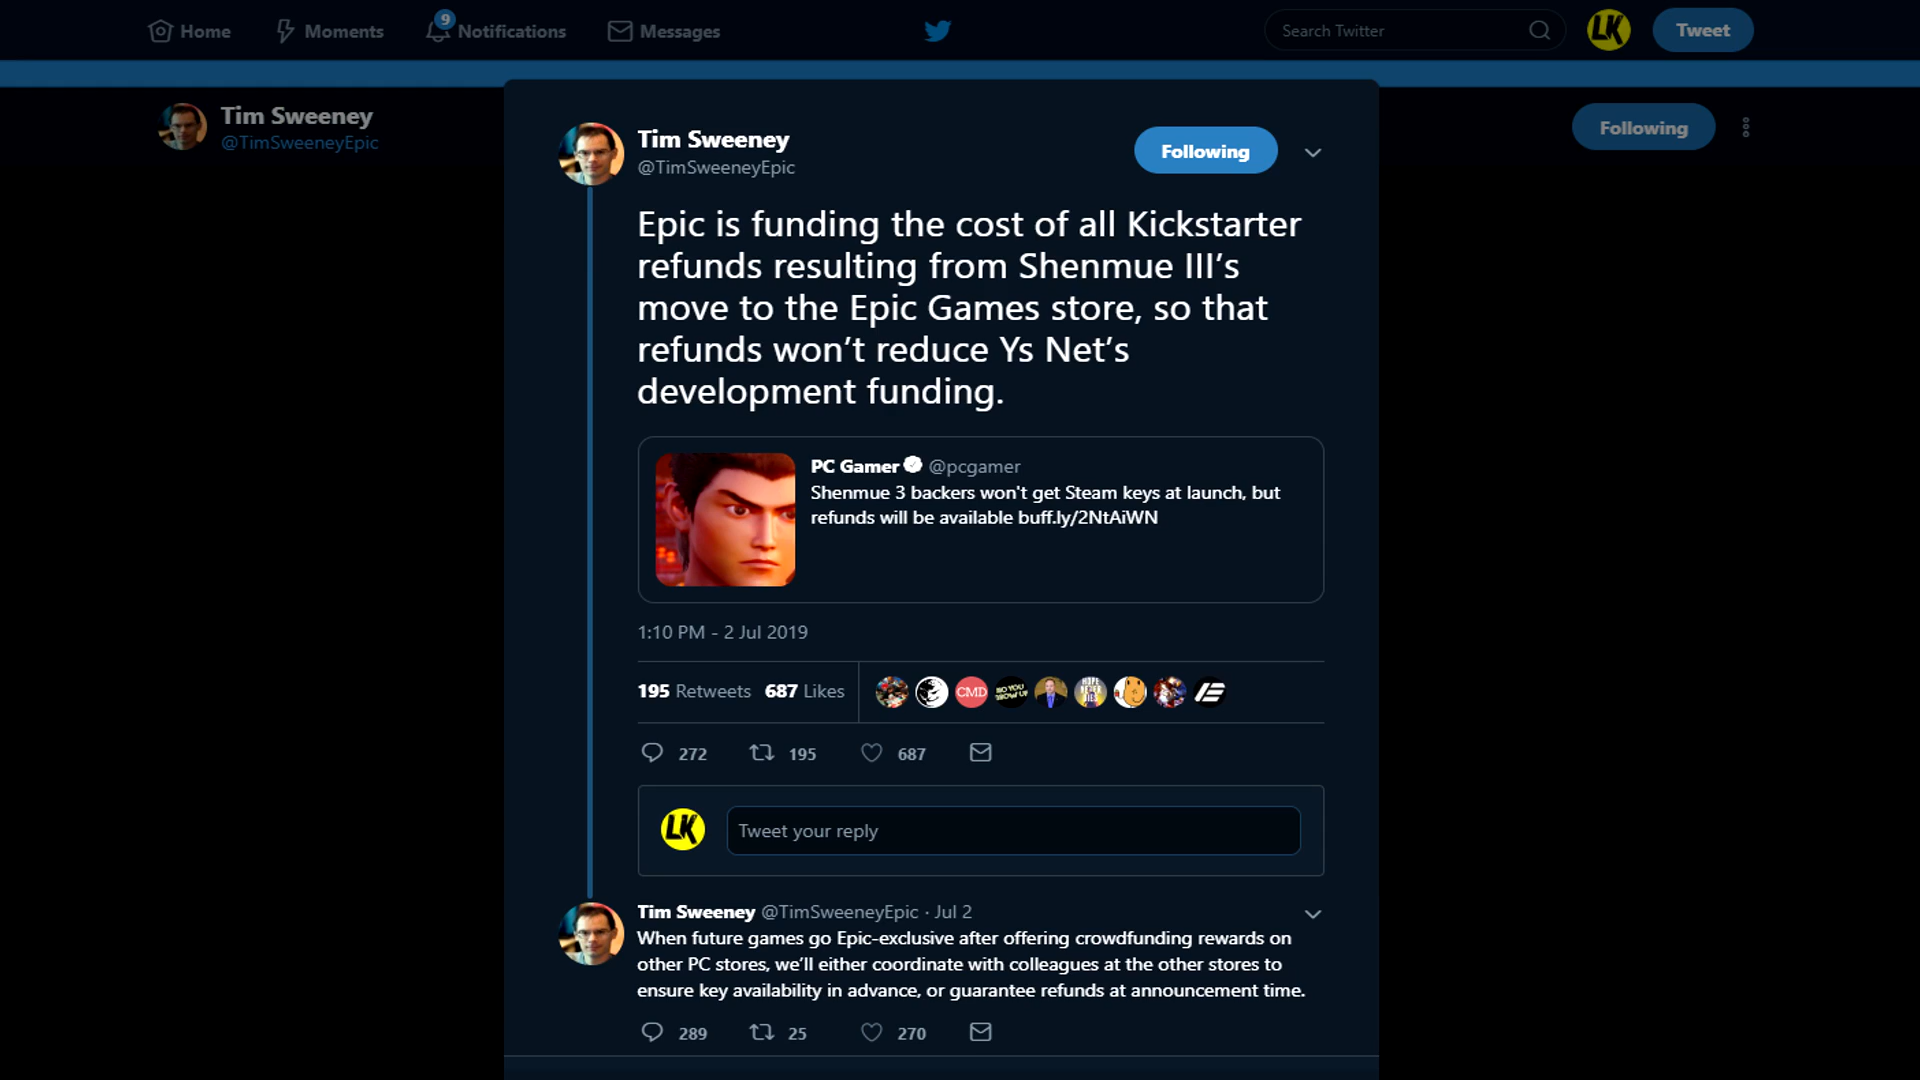 Home
Moments
9
Notifications
Messages
Search Twitter
LK
Tweet
Tim Sweeney
@TimSweeneyEpic
Following
Tim Sweeney
@TimSweeneyEpic
Following
Epic is funding the cost of all Kickstarter
refunds resulting from Shenmue III's
move to the Epic Games store, so that
refunds won't reduce Ys Net's
development funding.
PC Gamer @pcgamer
Shenmue 3 backers won't get Steam keys at launch, but
refunds will be available buff.ly/2NtAiWN
1:10 PM - 2 Jul 2019
195 Retweets 687 Likes
CMD
HOPE
NEVER
DIES
272
195
687
LK
Tweet your reply
Tim Sweeney @TimSweeneyEpic · Jul 2
When future games go Epic-exclusive after offering crowdfunding rewards on
other PC stores, we'll either coordinate with colleagues at the other stores to
ensure key availability in advance, or guarantee refunds at announcement time.
289
25
270